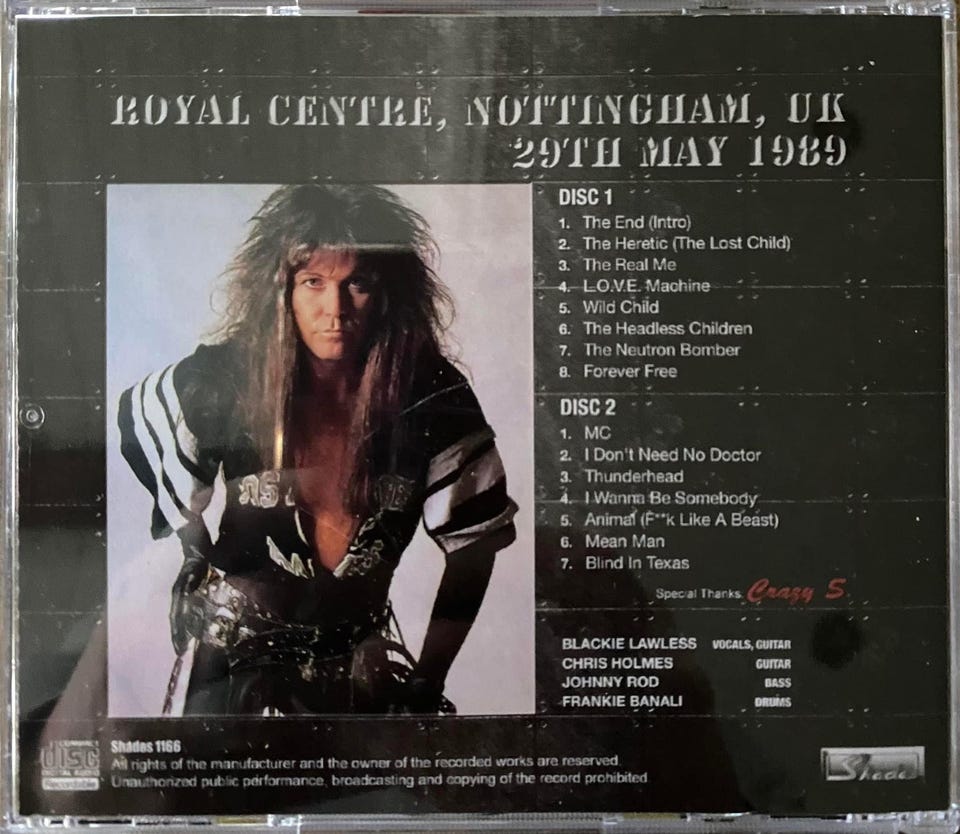 ROYAL CENTRE, NOTTINGHAM, UK
29TH MAY 1989
DISC 1
1. The End (Intro)
2. The Heretic (The Lost Child)
3. The Real Me
4. L.O.V.E. Machine
5. Wild Child
6. The Headless Children
7. The Neutron Bomber
8. Forever Free
DISC 2
1. MC
2. I Don't Need No Doctor
3. Thunderhead
4. I Wanna Be Somebody
5. Animal (F**k Like A Beast)
6. Mean Man
7. Blind In Texas
Special Thanks. Crazy S
BLACKIE LAWLESS VOCALS, GUITAR
CHRIS HOLMES GUITAR
JOHNNY ROD BASS
FRANKIE BANALI DRUMS
Shades 1166
All rights of the manufacturer and the owner of the recorded works are reserved.
Unauthorized public performance, broadcasting and copying of the record prohibited
COMPACT
disc
DIGITAL AUDIO
Recordable